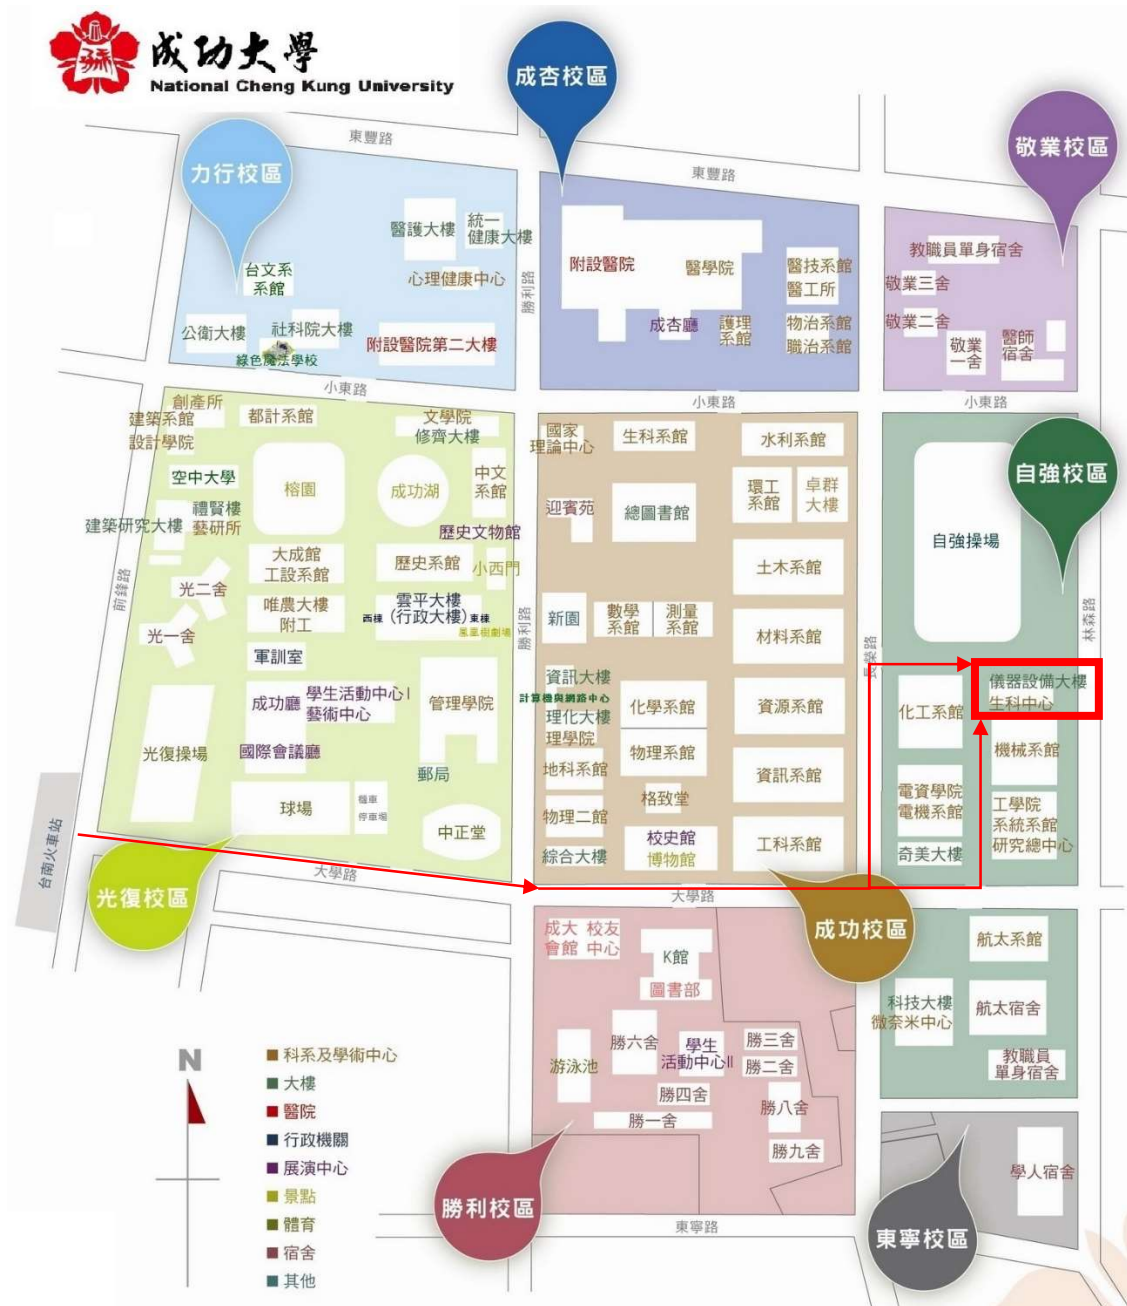 成功大學
National Cheng Kung University
成杏校區
力行校區
敬業校區
東豐路
東豐路
醫護大樓
統一
健康大樓
心理健康中心
台文系
系館
公衛大樓
社科院大樓
綠色魔法學校
附設醫院第二大樓
勝利路
附設醫院
醫學院
醫技系館
醫工所
成杏廳
護理
系館
物治系館
職治系館
教職員單身宿舍
敬業三舍
敬業二舍
敬業
一舍
醫師
宿舍
小東路
小東路
小東路
創產所
建築系館
設計學院
都計系館
文學院
修齊大樓
空中大學
榕園
成功湖
中文
系館
禮賢樓
建築研究大樓
藝研所
歷史文物館
大成館
工設系館
歷史系館
小西門
光二舍
唯農大樓
附工
雲平大樓
西棟 (行政大樓) 東棟
鳳凰樹劇場
光一舍
軍訓室
前鋒路
成功廳
學生活動中心I
藝術中心
管理學院
國際會議廳
光復操場
郵局
球場
機車
停車場
中正堂
台南火車站
光復校區
大學路
國家
理論中心
生科系館
水利系館
迎賓苑
總圖書館
環工
系館
卓群
大樓
土木系館
勝利路
新園
數學
系館
測量
系館
材料系館
資訊大樓
計算機與網路中心
理化大樓
理學院
化學系館
資源系館
地科系館
物理系館
資訊系館
物理二館
格致堂
綜合大樓
校史館
博物館
工科系館
大學路
成功校區
長榮路
自強校區
自強操場
林森路
儀器設備大樓
生科中心
化工系館
機械系館
電資學院
電機系館
工學院
系統系館
研究總中心
奇美大樓
成大 校友
會館 中心
K館
圖書部
航太系館
科技大樓
微奈米中心
航太宿舍
教職員
單身宿舍
游泳池
勝六舍
學生
活動中心II
勝三舍
勝二舍
勝四舍
勝一舍
勝八舍
勝九舍
學人宿舍
勝利校區
東寧路
東寧校區
N
科系及學術中心
大樓
醫院
行政機關
展演中心
景點
體育
宿舍
其他